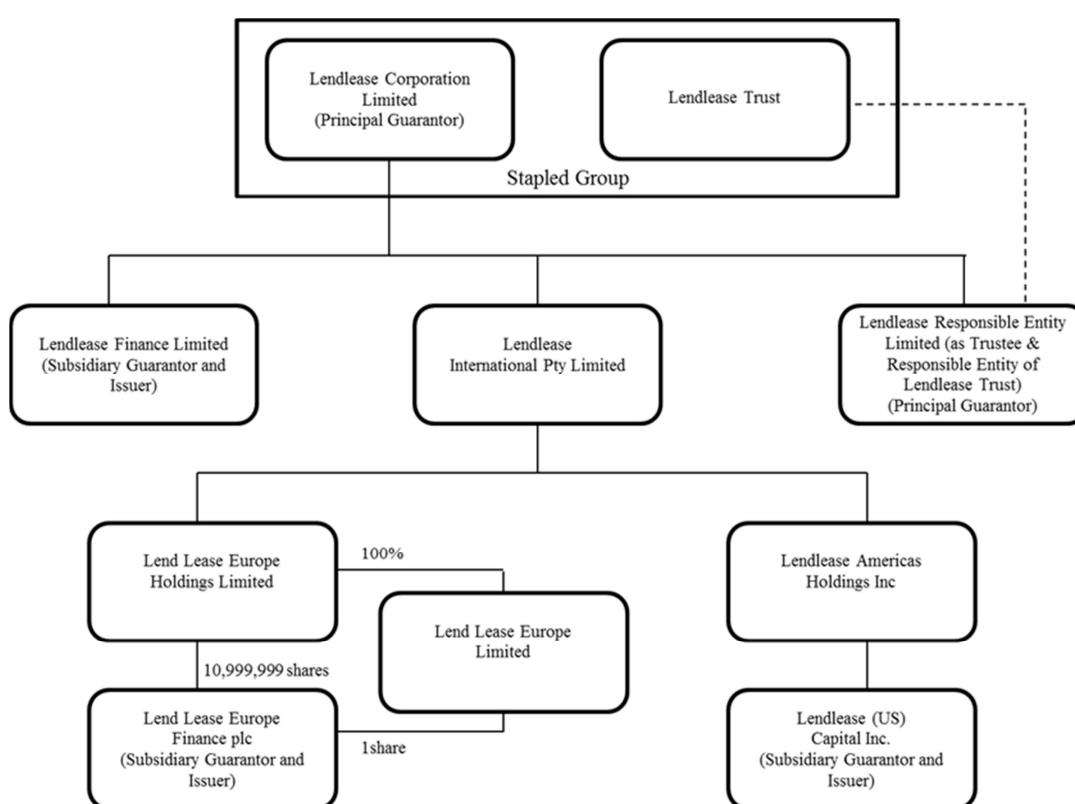 Lendlease Corporation
Limited
(Principal Guarantor)
Lendlease Trust
Stapled Group
Lendlease Finance Limited
(Subsidiary Guarantor and
Issuer)
Lendlease
International Pty Limited
Lendlease Responsible Entity
Limited (as Trustee &
Responsible Entity of
Lendlease Trust)
(Principal Guarantor)
Lend Lease Europe
Holdings Limited
100%
Lend Lease Europe
Limited
Lendlease Americas
Holdings Inc
10,999,999 shares
Lend Lease Europe
Finance plc
(Subsidiary Guarantor and
Issuer)
1share
Lendlease (US)
Capital Inc.
(Subsidiary Guarantor and
Issuer)